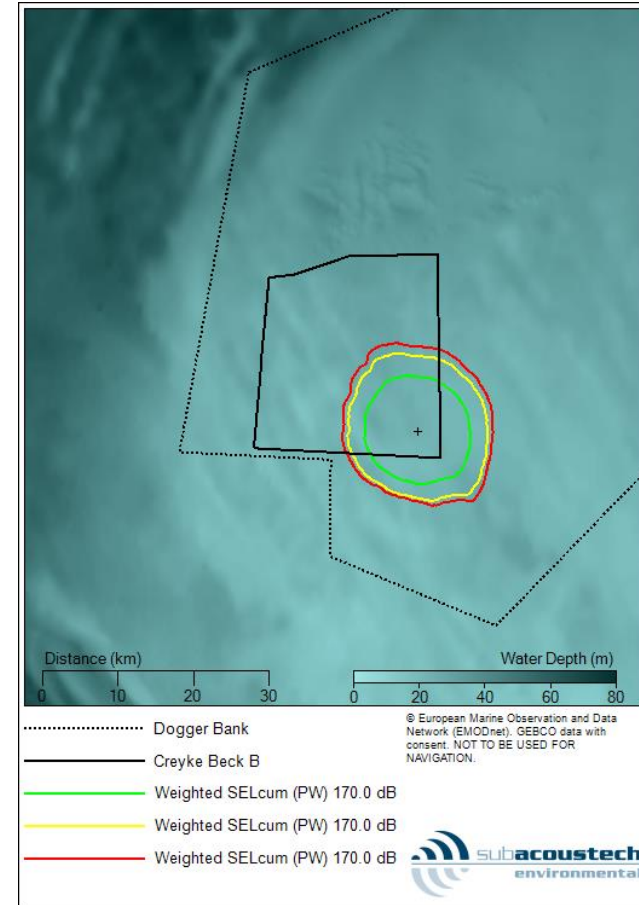 Distance (km)
0 10 20 30
Water Depth (m)
0 20 40 60 80
Dogger Bank
Creyke Beck B
Weighted SELcum (PW) 170.0 dB
Weighted SELcum (PW) 170.0 dB
Weighted SELcum (PW) 170.0 dB
© European Marine Observation and Data
Network (EMODnet). GEBCO data with
consent. NOT TO BE USED FOR
NAVIGATION.
subacoustech
environmental